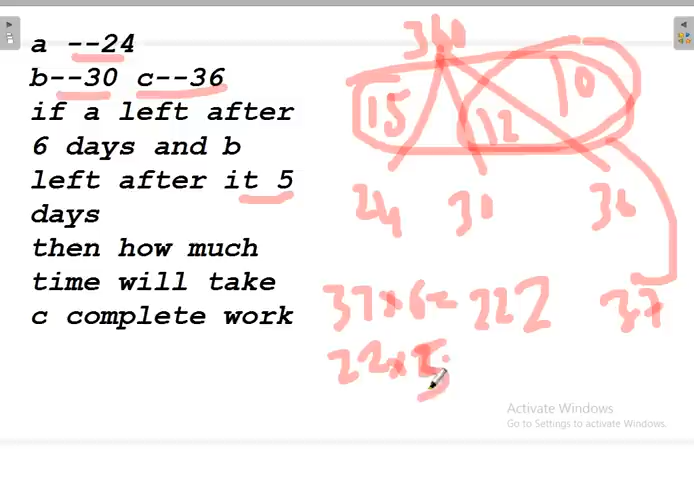 a --24
b--30 c--36
if a left after
6 days and b
left after it 5
days
then how much
time will take
c complete work
360
15 12 10
24 30 36
37×6=222 37
22×5
Activate Windows
Go to Settings to activate Windows.